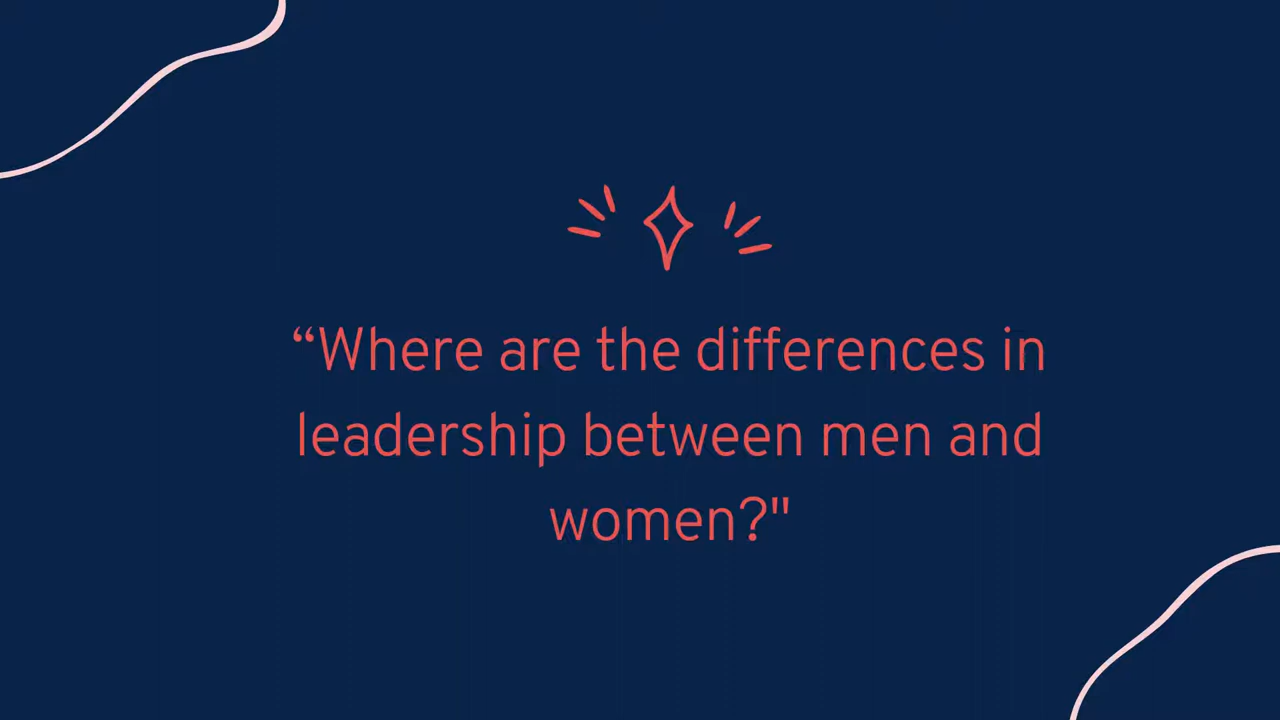 “Where are the differences in
leadership between men and
women?"